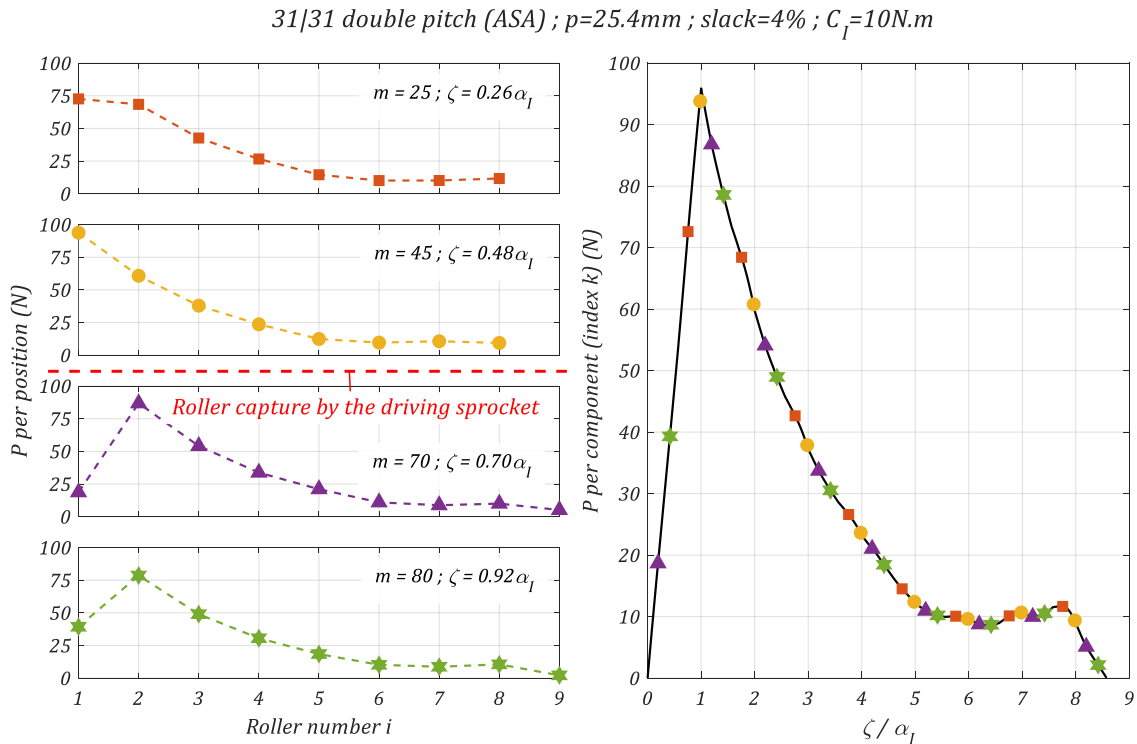 31|31 double pitch (ASA) ; p=25.4mm ; slack=4% ; C_I=10N.m
P per position (N)
100
75
50
25
0
m = 25 ; ζ = 0.26α_I
100
75
50
25
0
m = 45 ; ζ = 0.48α_I
Roller capture by the driving sprocket
100
75
50
25
0
m = 70 ; ζ = 0.70α_I
100
75
50
25
0
m = 80 ; ζ = 0.92α_I
1 2 3 4 5 6 7 8 9
Roller number i
P per component (index k) (N)
100
90
80
70
60
50
40
30
20
10
0
0 1 2 3 4 5 6 7 8 9
ζ / α_I